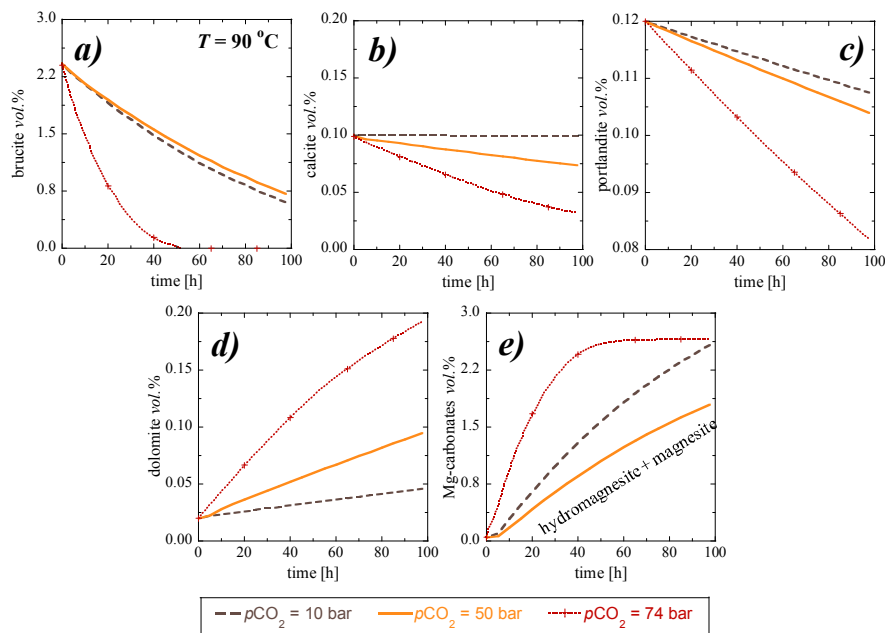 a)
T = 90 °C
brucite vol.%
3.0
2.2
1.5
0.8
0.0
0 20 40 60 80 100
time [h]
b)
calcite vol.%
0.20
0.15
0.10
0.05
0.00
0 20 40 60 80 100
time [h]
c)
portlandite vol.%
0.12
0.11
0.10
0.09
0.08
0 20 40 60 80 100
time [h]
d)
dolomite vol.%
0.20
0.15
0.10
0.05
0.00
0 20 40 60 80 100
time [h]
e)
Mg-carbonates vol.%
3.0
2.2
1.5
0.8
0.0
hydromagnesite + magnesite
0 20 40 60 80 100
time [h]
pCO₂ = 10 bar
pCO₂ = 50 bar
pCO₂ = 74 bar